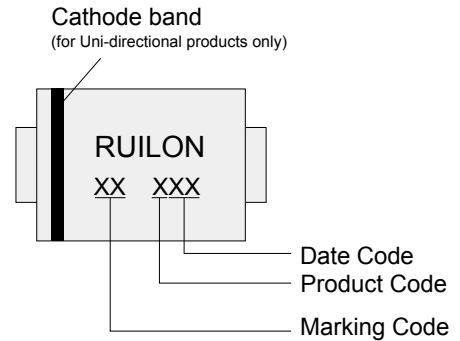 Cathode band
(for Uni-directional products only)
RUILON
XX XXX
Date Code
Product Code
Marking Code